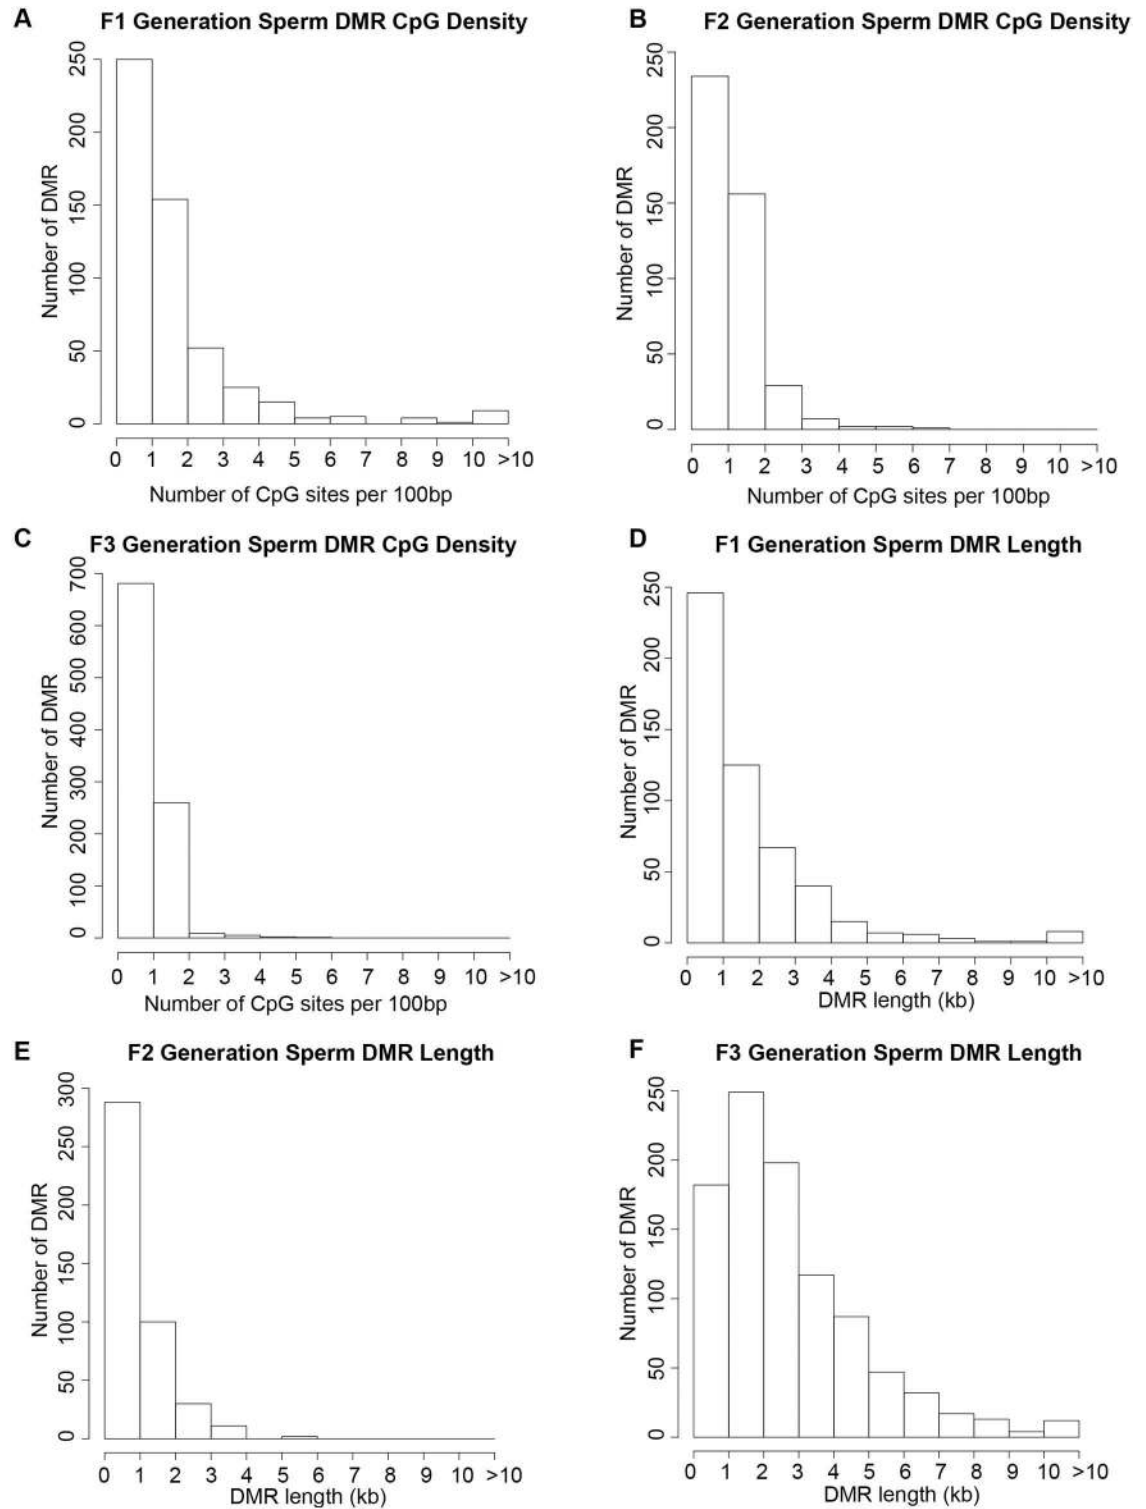 A
F1 Generation Sperm DMR CpG Density
Number of DMR
0 50 100 150 200 250
0 1 2 3 4 5 6 7 8 9 10 >10
Number of CpG sites per 100bp
B
F2 Generation Sperm DMR CpG Density
Number of DMR
0 50 100 150 200 250
0 1 2 3 4 5 6 7 8 9 10 >10
Number of CpG sites per 100bp
C
F3 Generation Sperm DMR CpG Density
Number of DMR
0 100 200 300 400 500 600 700
0 1 2 3 4 5 6 7 8 9 10 >10
Number of CpG sites per 100bp
D
F1 Generation Sperm DMR Length
Number of DMR
0 50 100 150 200 250
0 1 2 3 4 5 6 7 8 9 10 >10
DMR length (kb)
E
F2 Generation Sperm DMR Length
Number of DMR
0 50 100 150 200 250 300
0 1 2 3 4 5 6 7 8 9 10 >10
DMR length (kb)
F
F3 Generation Sperm DMR Length
Number of DMR
0 50 100 150 200 250
0 1 2 3 4 5 6 7 8 9 10 >10
DMR length (kb)